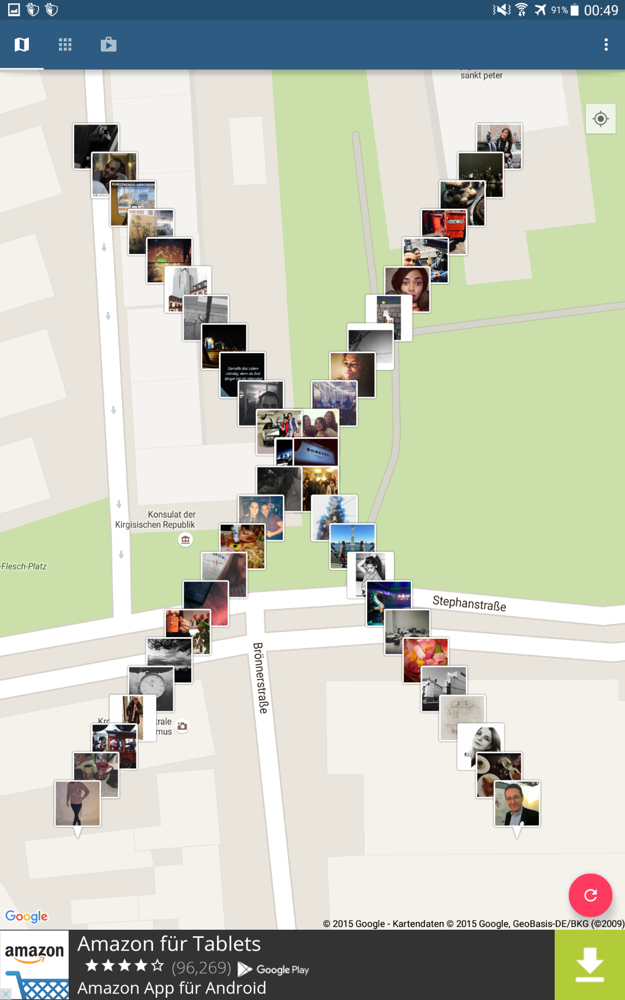 91% 00:49
sankt peter
RUNDENENDE-ABSCHUSS
Genieße das Leben
ständig, denn du bist
länger tot als lebendig!
BONKERS
Konsulat der
Kirgisischen Republik
-Flesch-Platz
Stephanstraße
Brönnerstraße
trale
mus
Google
© 2015 Google - Kartendaten © 2015 Google, GeoBasis-DE/BKG (©2009)
amazon
Amazon für Tablets
(96,269) Google Play
Amazon App für Android